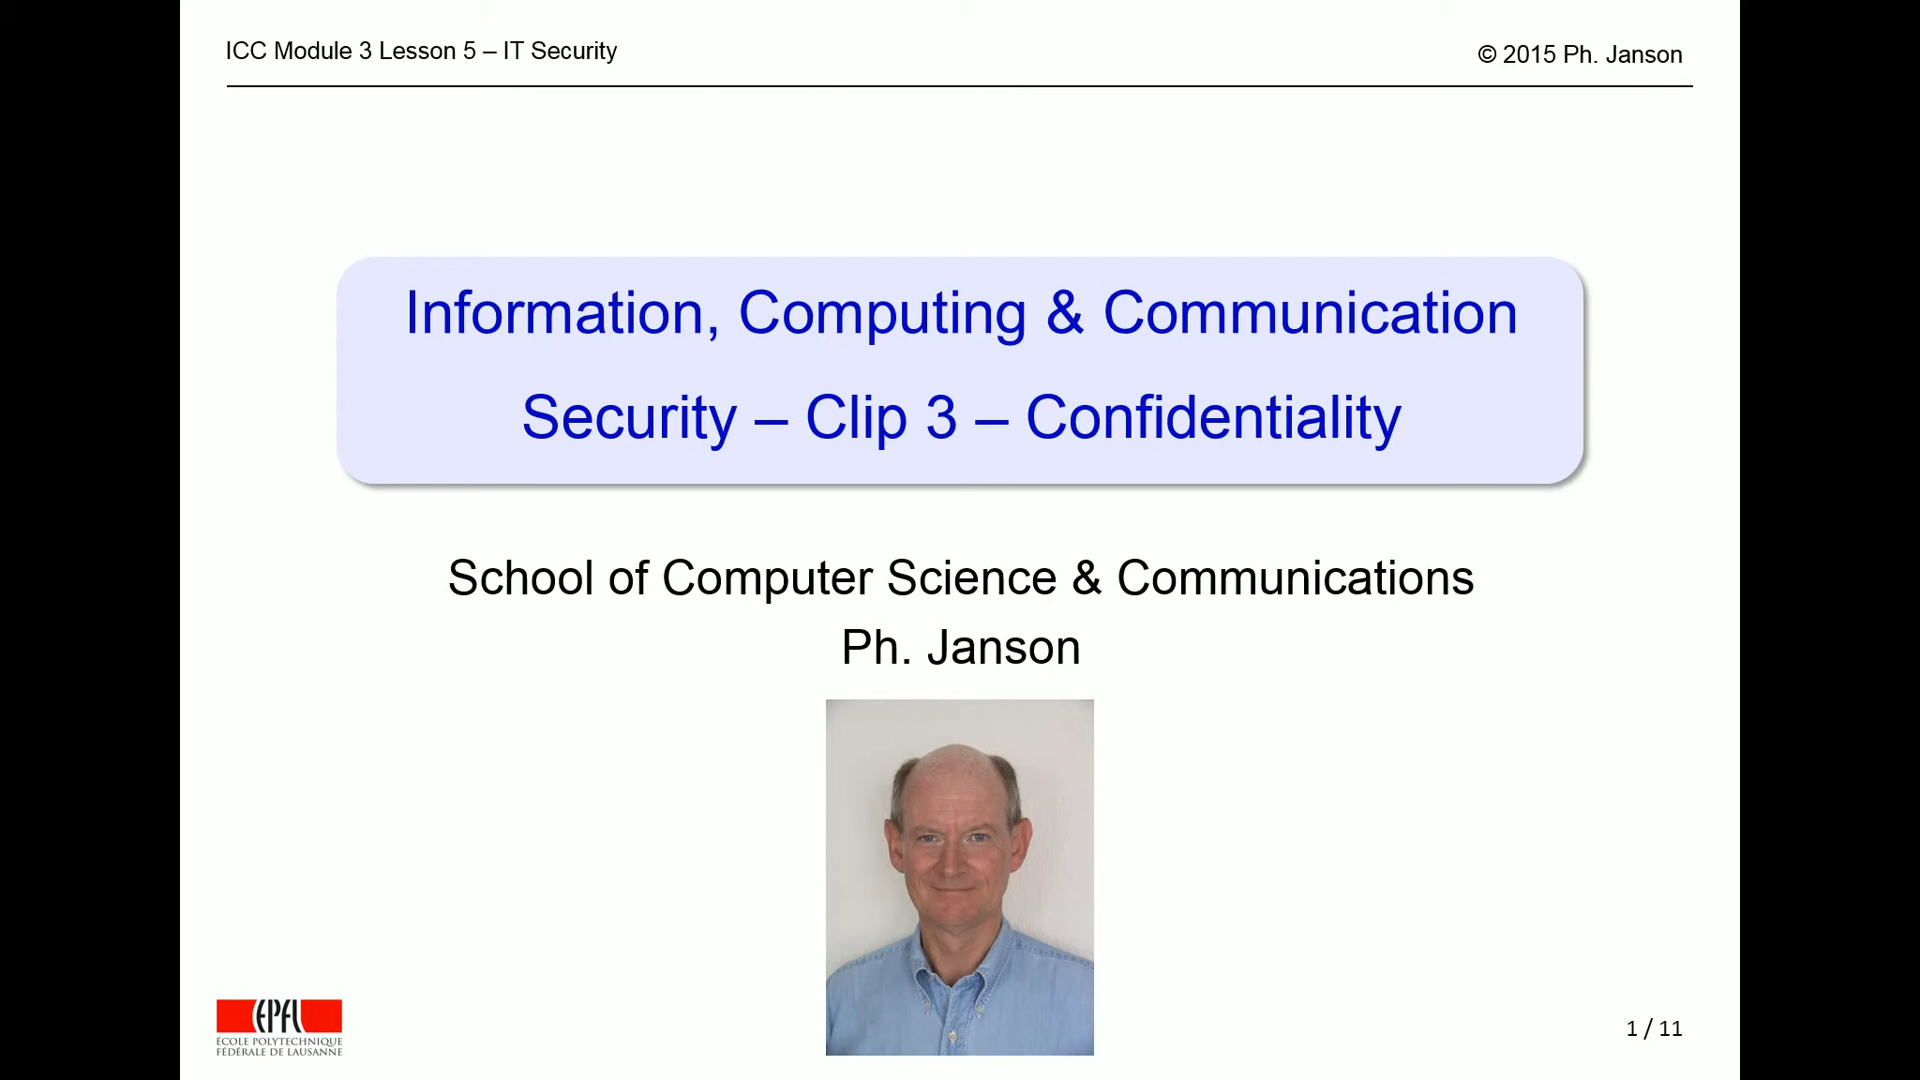 ICC Module 3 Lesson 5 – IT Security
© 2015 Ph. Janson
Information, Computing & Communication
Security – Clip 3 – Confidentiality
School of Computer Science & Communications
Ph. Janson
EPFL
ÉCOLE POLYTECHNIQUE
FÉDÉRALE DE LAUSANNE
1 / 11